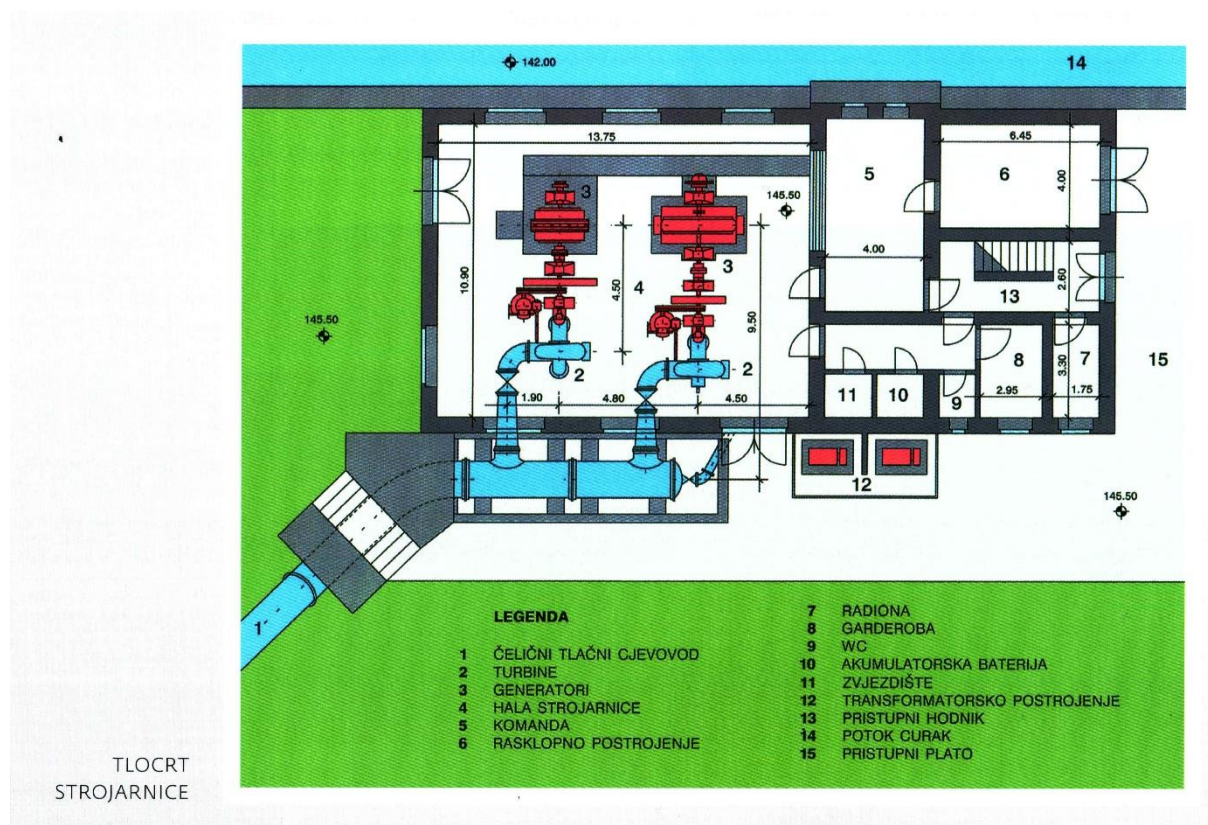 142.00
14
13.75
6.45
3
5
6
4.00
145.50
4.00
10.90
4.50
4
3
9.50
2.60
13
145.50
2
2
8
7
15
3.30
1.90
4.80
4.50
11
10
9
2.95
1.75
12
145.50
1
LEGENDA
1 ČELIČNI TLAČNI CJEVOVOD
2 TURBINE
3 GENERATORI
4 HALA STROJARNICE
5 KOMANDA
6 RASKLOPNO POSTROJENJE
7 RADIONA
8 GARDEROBA
9 WC
10 AKUMULATORSKA BATERIJA
11 ZVJEZDIŠTE
12 TRANSFORMATORSKO POSTROJENJE
13 PRISTUPNI HODNIK
14 POTOK CURAK
15 PRISTUPNI PLATO
TLOCRT
STROJARNICE